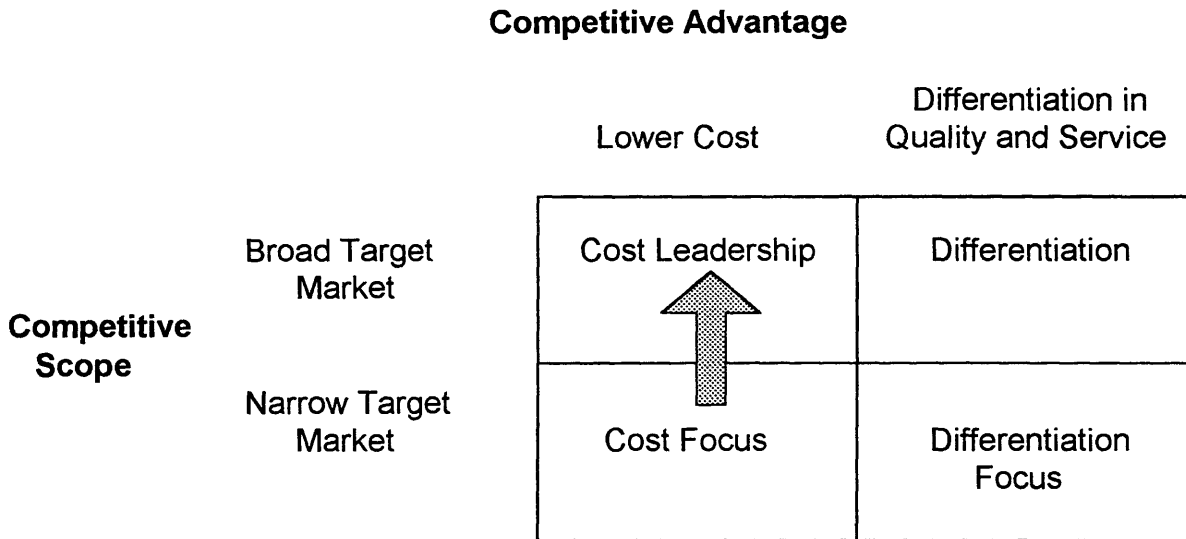 Competitive Advantage
Lower Cost
Differentiation in
Quality and Service
Broad Target
Market
Cost Leadership
Differentiation
Competitive
Scope
Narrow Target
Market
Cost Focus
Differentiation
Focus